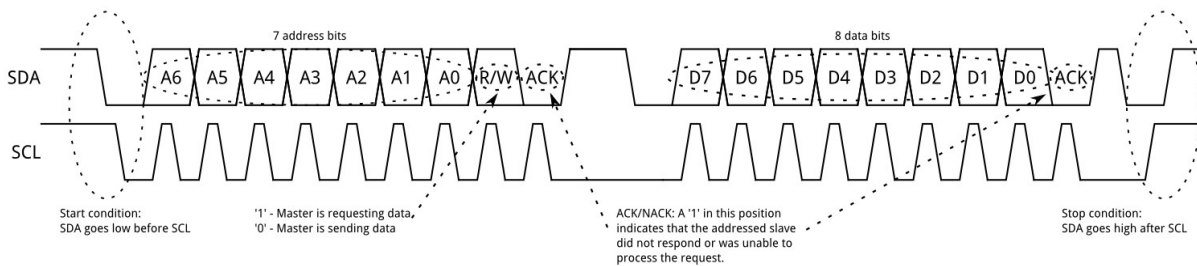 7 address bits
8 data bits
SDA A6 A5 A4 A3 A2 A1 A0 R/W ACK D7 D6 D5 D4 D3 D2 D1 D0 ACK
SCL
Start condition:
SDA goes low before SCL
'1' - Master is requesting data,
'0' - Master is sending data
ACK/NACK: A '1' in this position
indicates that the addressed slave
did not respond or was unable to
process the request.
Stop condition:
SDA goes high after SCL